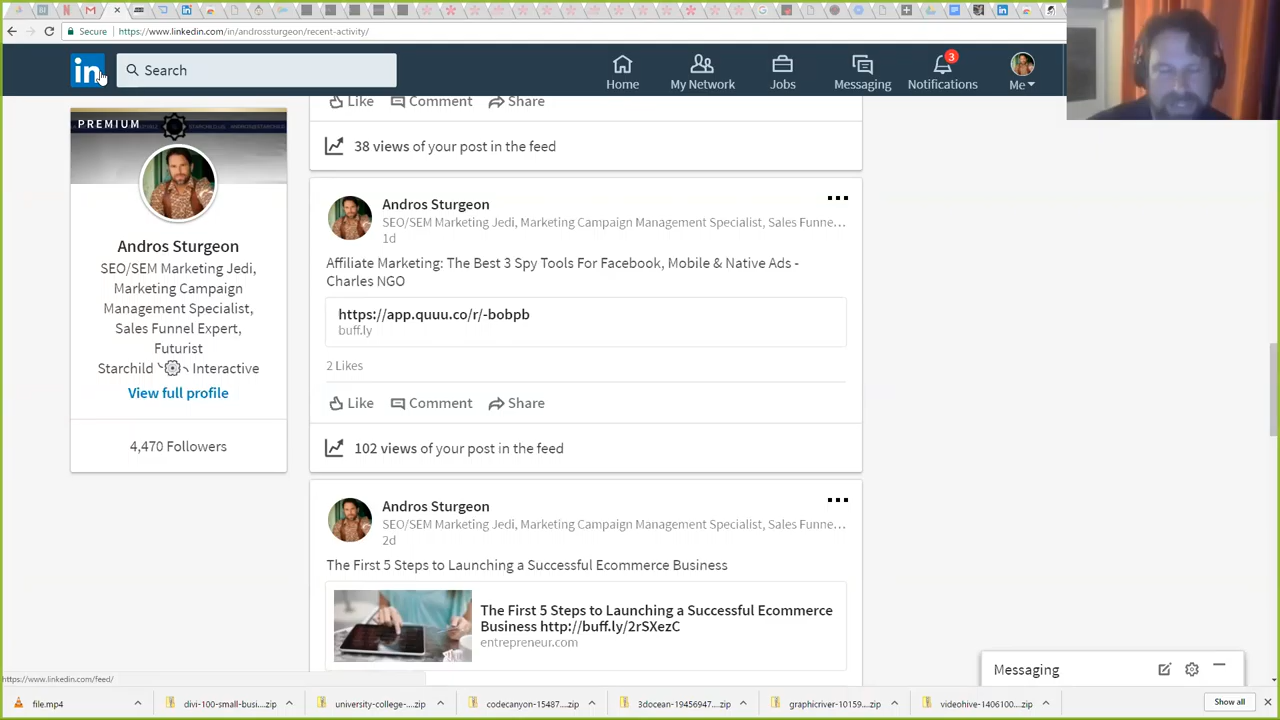 Secure https://www.linkedin.com/in/androssturgeon/recent-activity/
in
Search
Home
My Network
Jobs
Messaging
3
Notifications
Me
PREMIUM
Andros Sturgeon
SEO/SEM Marketing Jedi,
Marketing Campaign
Management Specialist,
Sales Funnel Expert,
Futurist
Starchild Interactive
View full profile
4,470 Followers
Like Comment Share
38 views of your post in the feed
Andros Sturgeon
SEO/SEM Marketing Jedi, Marketing Campaign Management Specialist, Sales Funne...
1d
Affiliate Marketing: The Best 3 Spy Tools For Facebook, Mobile & Native Ads -
Charles NGO
https://app.quuu.co/r/-bobpb
buff.ly
2 Likes
Like Comment Share
102 views of your post in the feed
Andros Sturgeon
SEO/SEM Marketing Jedi, Marketing Campaign Management Specialist, Sales Funne...
2d
The First 5 Steps to Launching a Successful Ecommerce Business
The First 5 Steps to Launching a Successful Ecommerce
Business http://buff.ly/2rSXezC
entrepreneur.com
Messaging
https://www.linkedin.com/feed/
file.mp4
divi-100-small-busi....zip
university-college-....zip
codecanyon-15487....zip
3docean-19456947....zip
graphicriver-10159....zip
videohive-1406100....zip
Show all